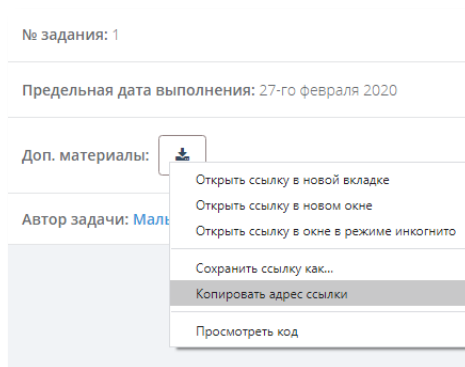 № задания: 1
Предельная дата выполнения: 27-го февраля 2020
Доп. материалы:
Открыть ссылку в новой вкладке
Открыть ссылку в новом окне
Автор задачи: Маль
Открыть ссылку в окне в режиме инкогнито
Сохранить ссылку как...
Копировать адрес ссылки
Просмотреть код